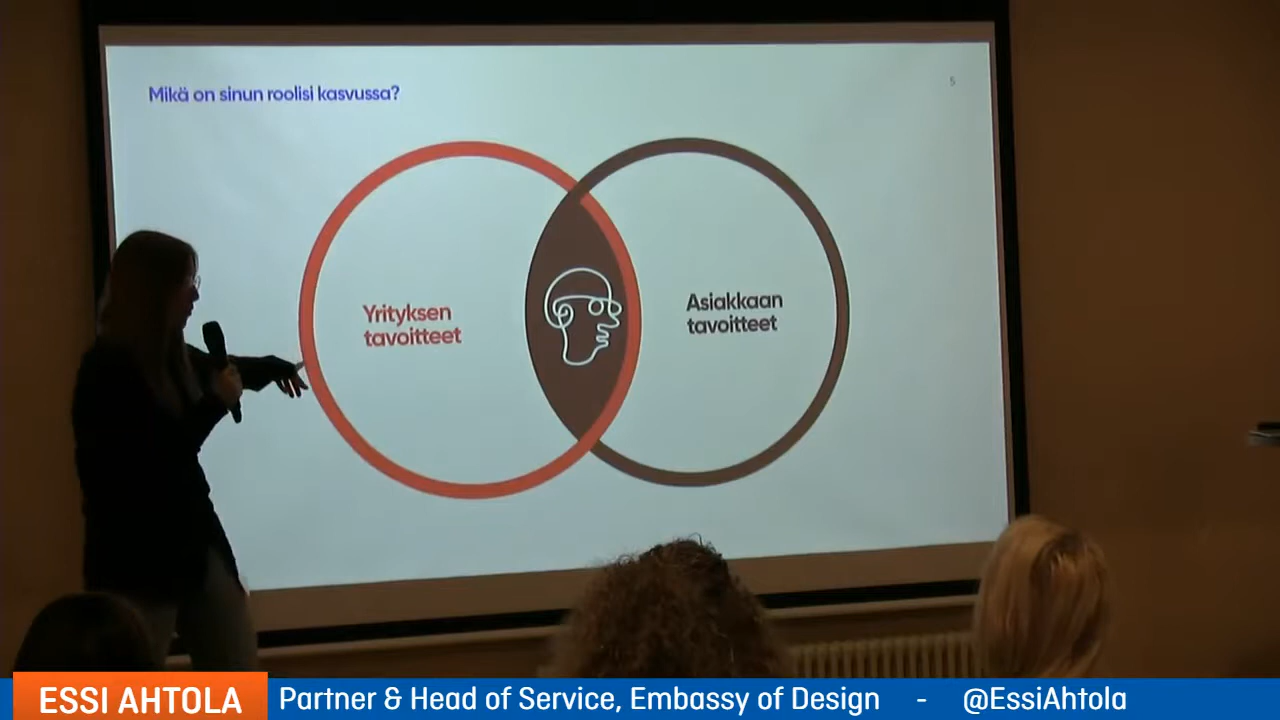 Mikä on sinun roolisi kasvussa?
5
Yrityksen
tavoitteet
Asiakkaan
tavoitteet
ESSI AHTOLA
Partner & Head of Service, Embassy of Design - @EssiAhtola